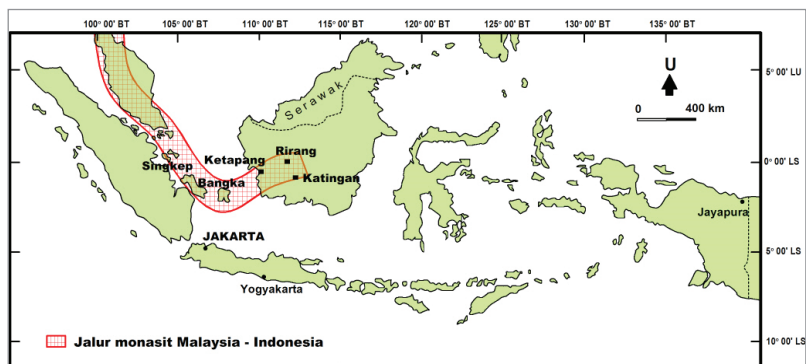 100° 00' BT 105° 00' BT 110° 00' BT 115° 00' BT 120° 00' BT 125° 00' BT 130° 00' BT 135° 00' BT
U
5° 00' LU
0 400 km
Serawak
Rirang
Ketapang
0° 00' LS
Singkep
Bangka
Katingan
Jayapura
JAKARTA
5° 00' LS
Yogyakarta
Jalur monasit Malaysia - Indonesia
10° 00' LS